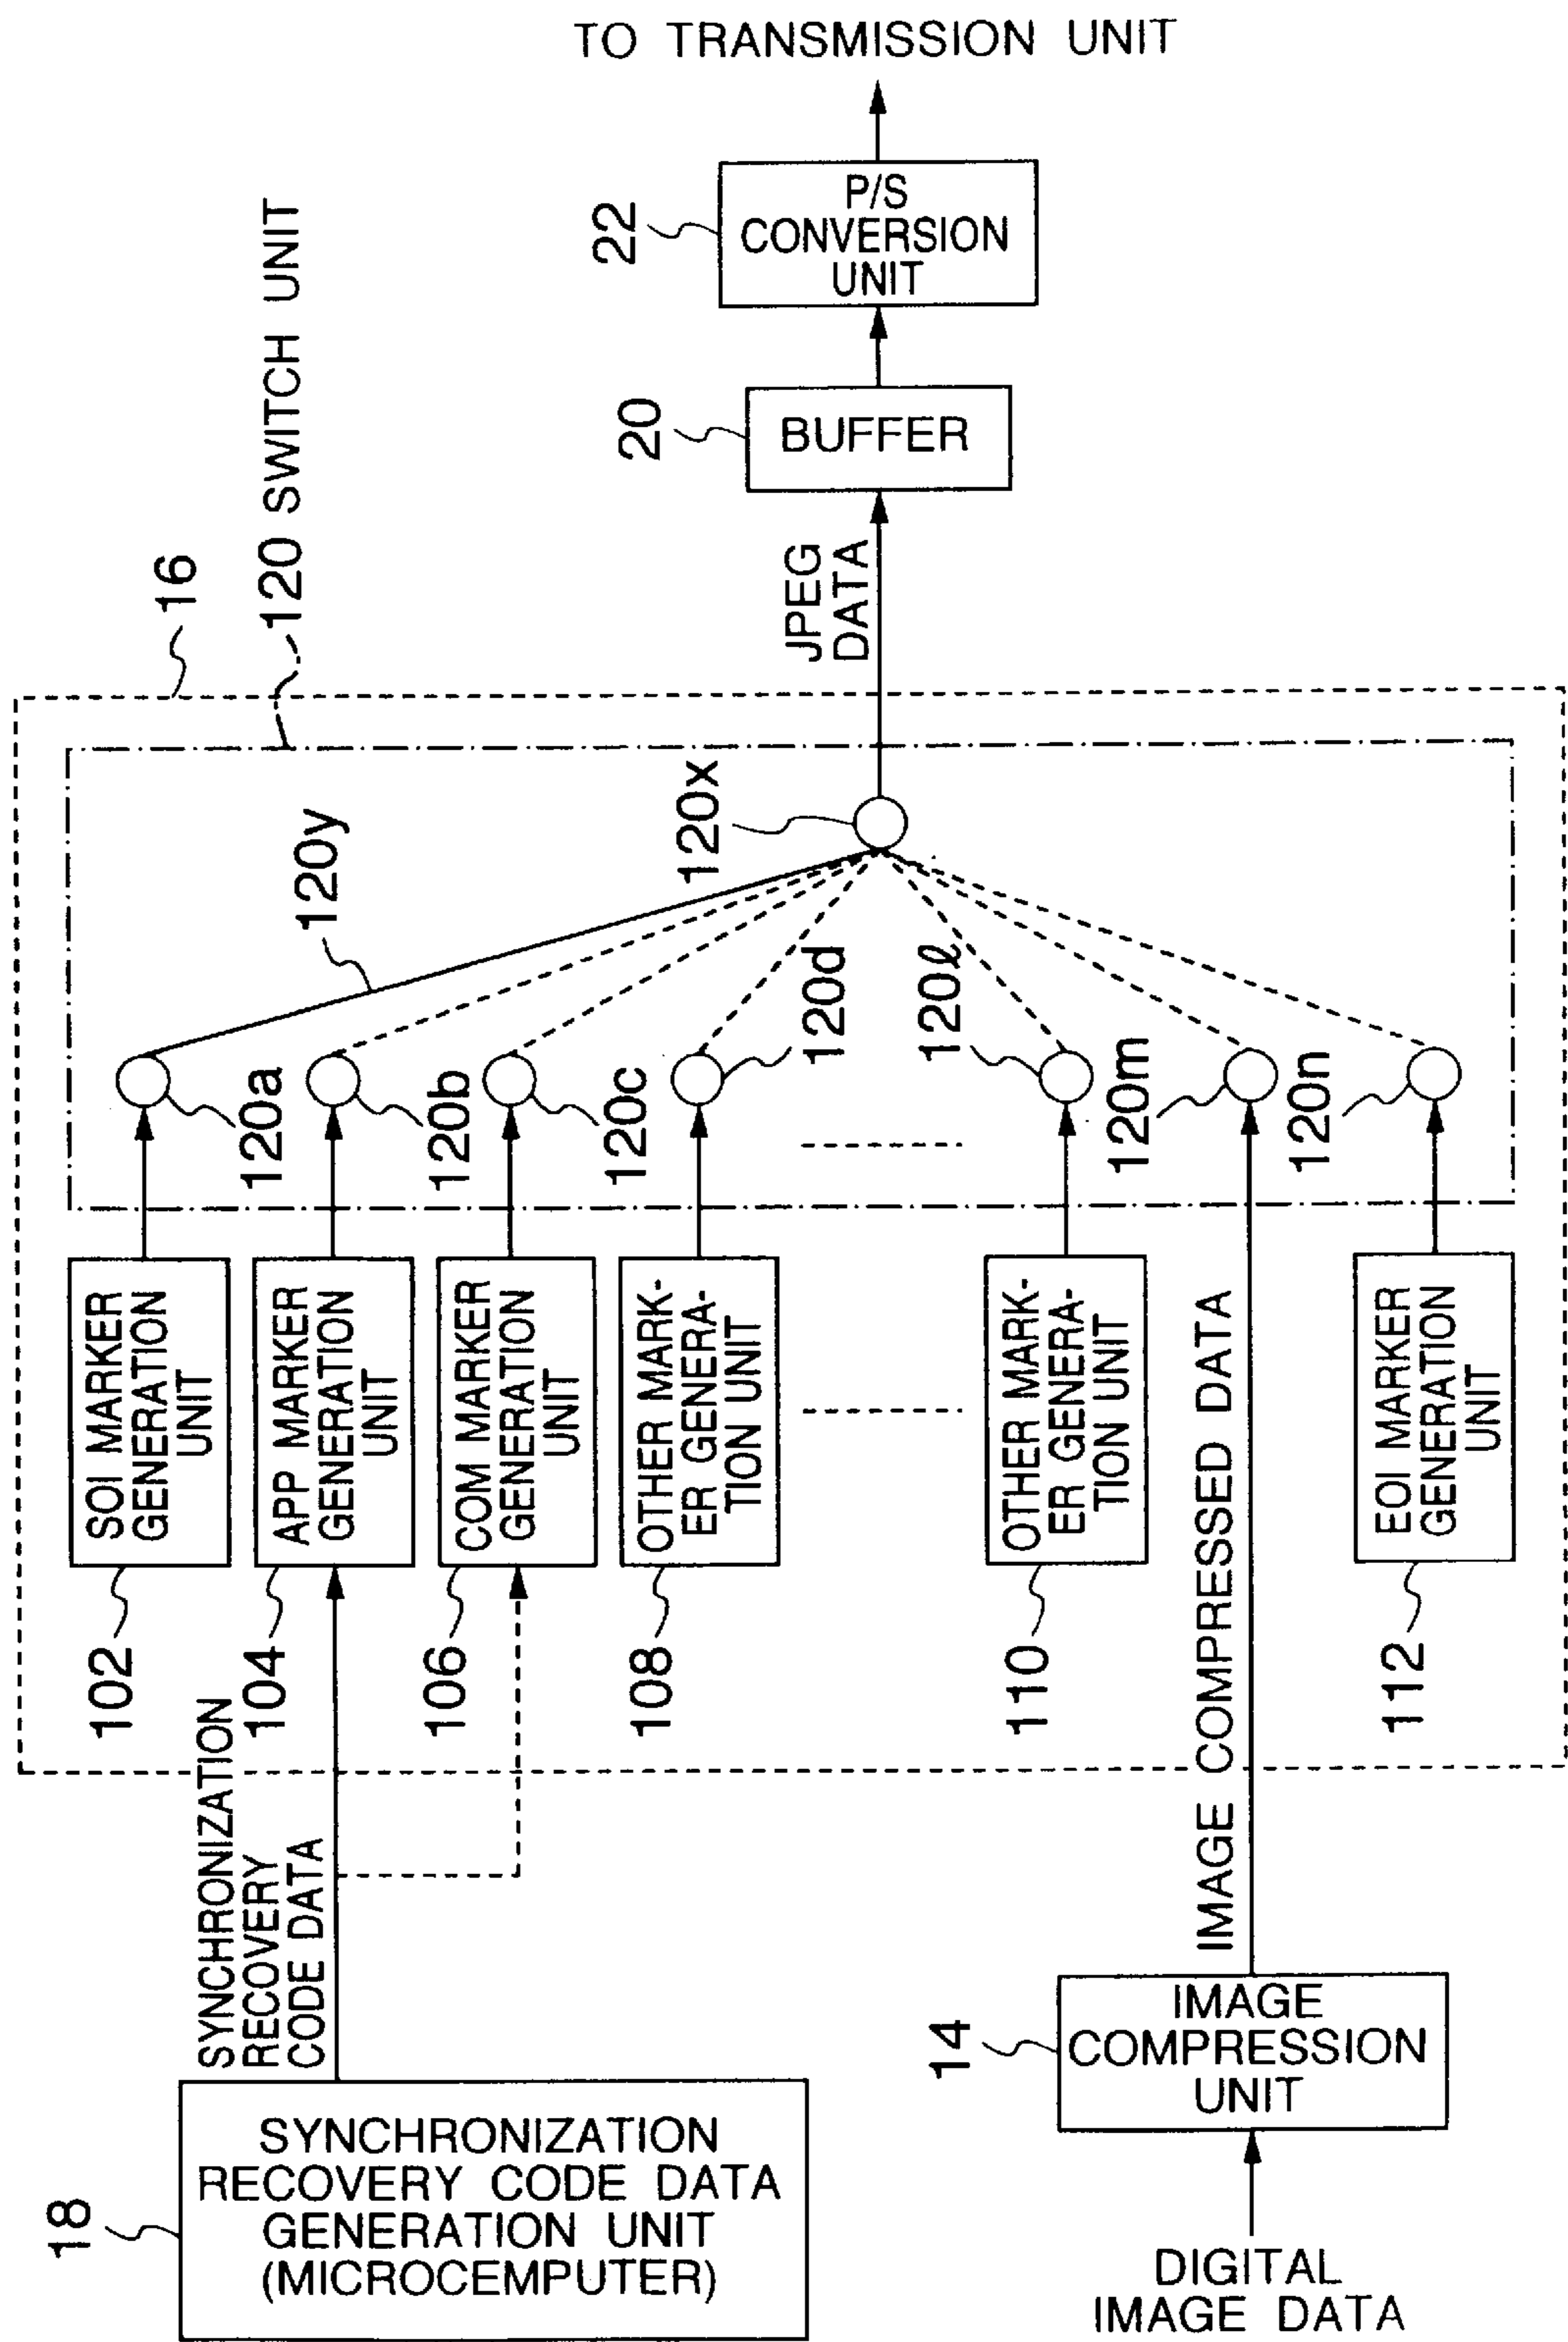 SYNCHRONIZATION
RECOVERY CODE DATA
GENERATION UNIT
(MICROCEMPUTER)
18
SYNCHRONIZATION
RECOVERY
CODE DATA
DIGITAL
IMAGE DATA
IMAGE
COMPRESSION
UNIT
14
IMAGE COMPRESSED DATA
16
102
SOI MARKER
GENERATION
UNIT
104
APP MARKER
GENERATION
UNIT
106
COM MARKER
GENERATION
UNIT
108
OTHER MARK-
ER GENERA-
TION UNIT
110
OTHER MARK-
ER GENERA-
TION UNIT
112
EOI MARKER
GENERATION
UNIT
120a
120b
120c
120d
120ℓ
120m
120n
120y
120x
120 SWITCH UNIT
JPEG
DATA
20
BUFFER
22
P/S
CONVERSION
UNIT
TO TRANSMISSION UNIT